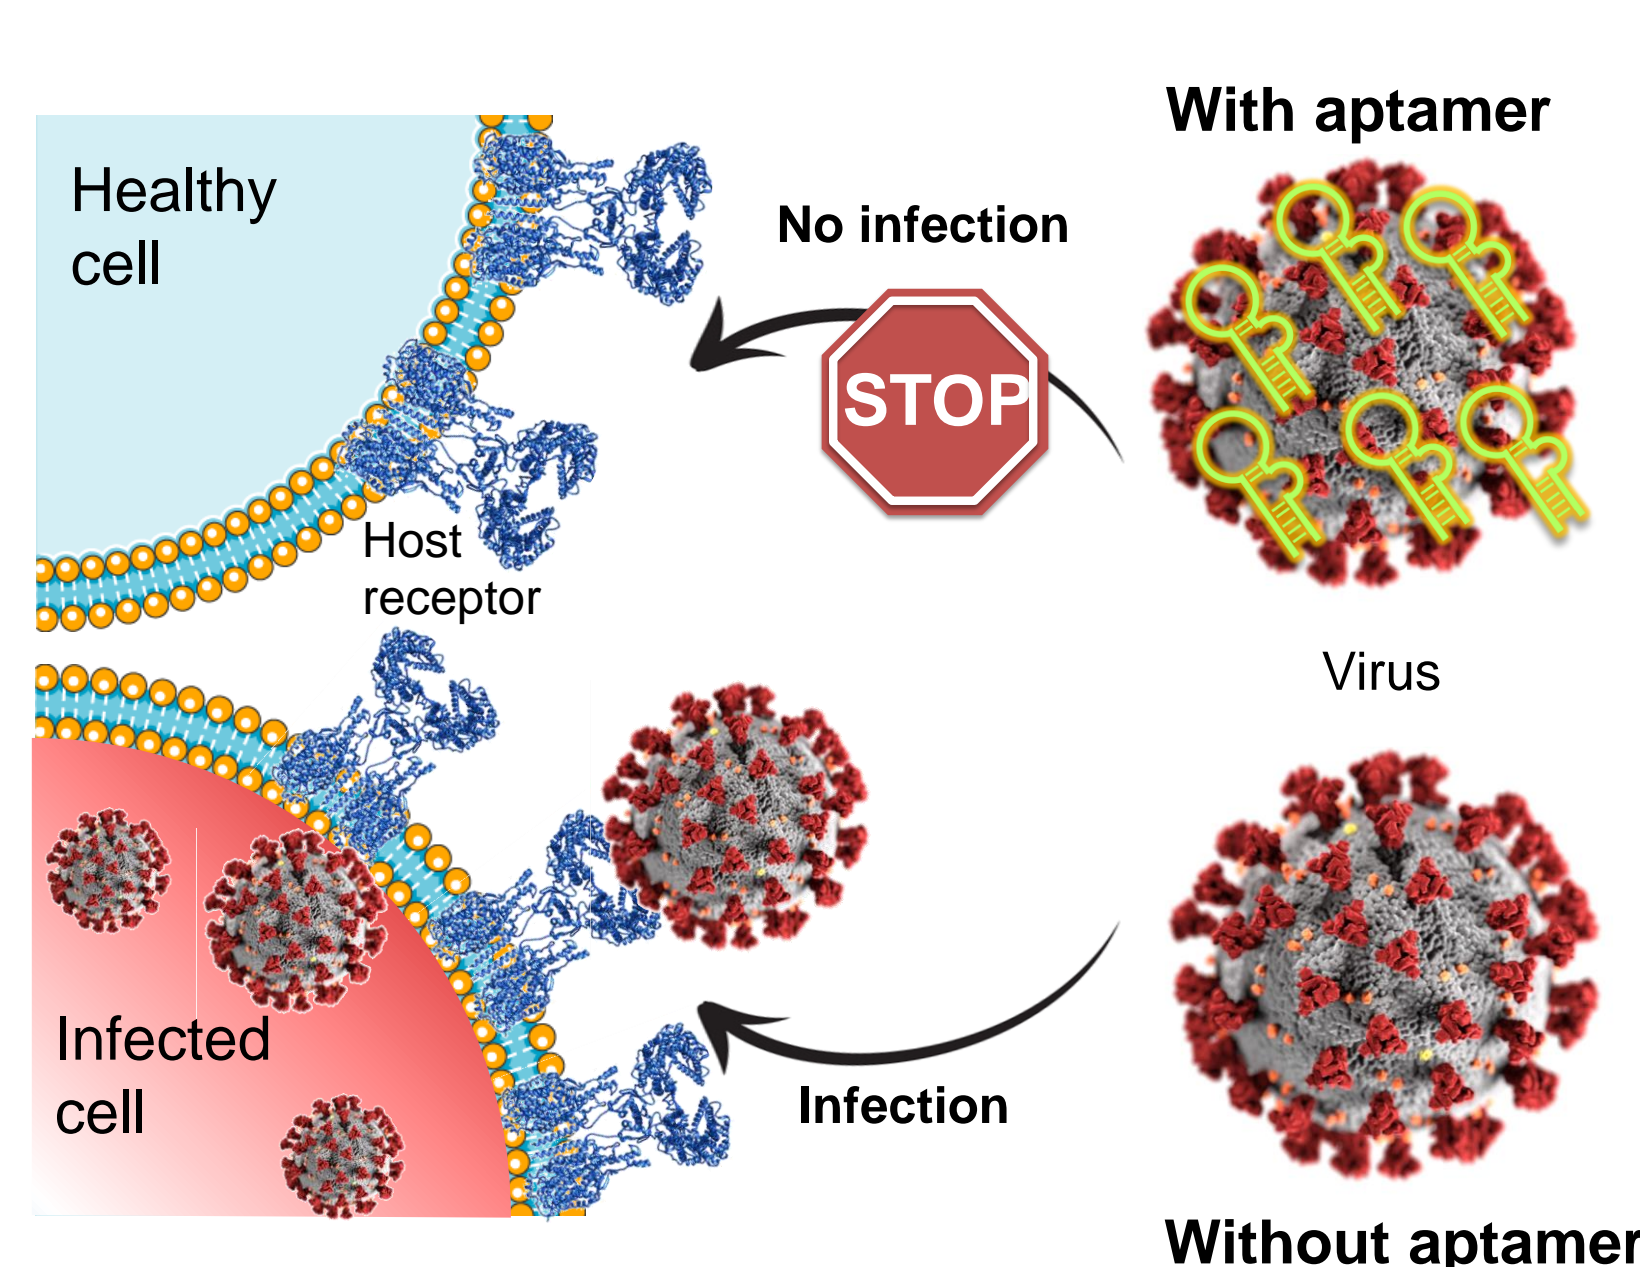 With aptamer
Healthy
cell
No infection
STOP
Host
receptor
Virus
Infected
cell
Infection
Without aptamer